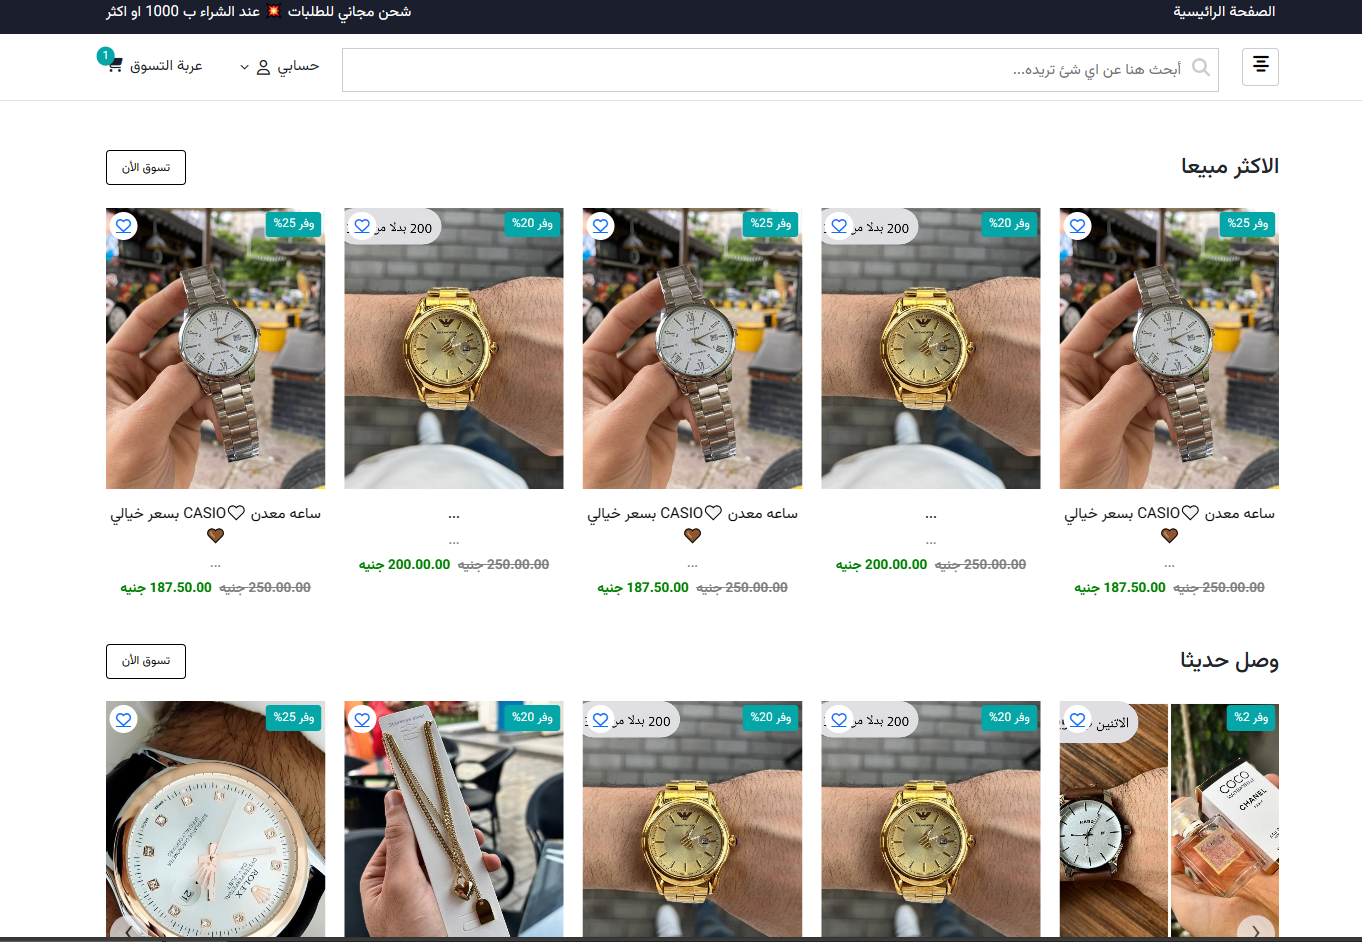 الصفحة الرائيسية
شحن مجاني للطلبات 💥 عند الشراء ب 1000 او اكثر
أبحث هنا عن اي شئ تريده...
حسابي
عربة التسوق
1
الاكثر مبيعا
تسوق الأن
وفر 25%
وفر 20%
200 بدلا من
وفر 25%
وفر 20%
200 بدلا من
وفر 25%
ساعه معدن 🤍CASIO بسعر خيالي
🤎
...
250.00.00 جنيه 187.50.00 جنيه
...
...
250.00.00 جنيه 200.00.00 جنيه
ساعه معدن 🤍CASIO بسعر خيالي
🤎
...
250.00.00 جنيه 187.50.00 جنيه
...
...
250.00.00 جنيه 200.00.00 جنيه
ساعه معدن 🤍CASIO بسعر خيالي
🤎
...
250.00.00 جنيه 187.50.00 جنيه
وصل حديثا
تسوق الأن
وفر 2%
الاتنين
COCO
CHANEL
وفر 20%
200 بدلا من
وفر 20%
200 بدلا من
وفر 20%
وفر 25%
ROLEX